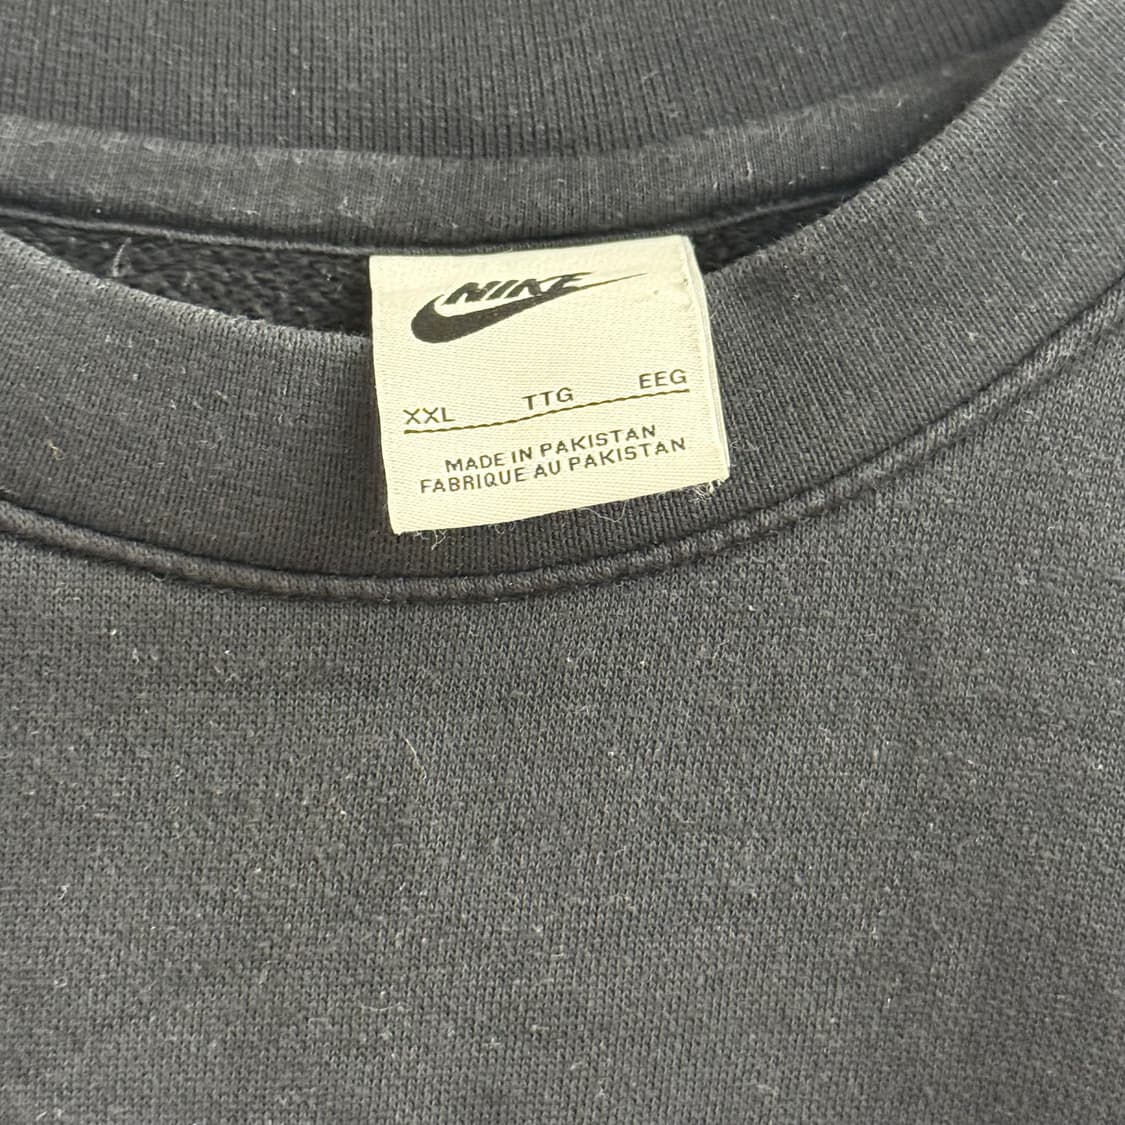 NIKE
XXL TTG EEG
MADE IN PAKISTAN
FABRIQUE AU PAKISTAN